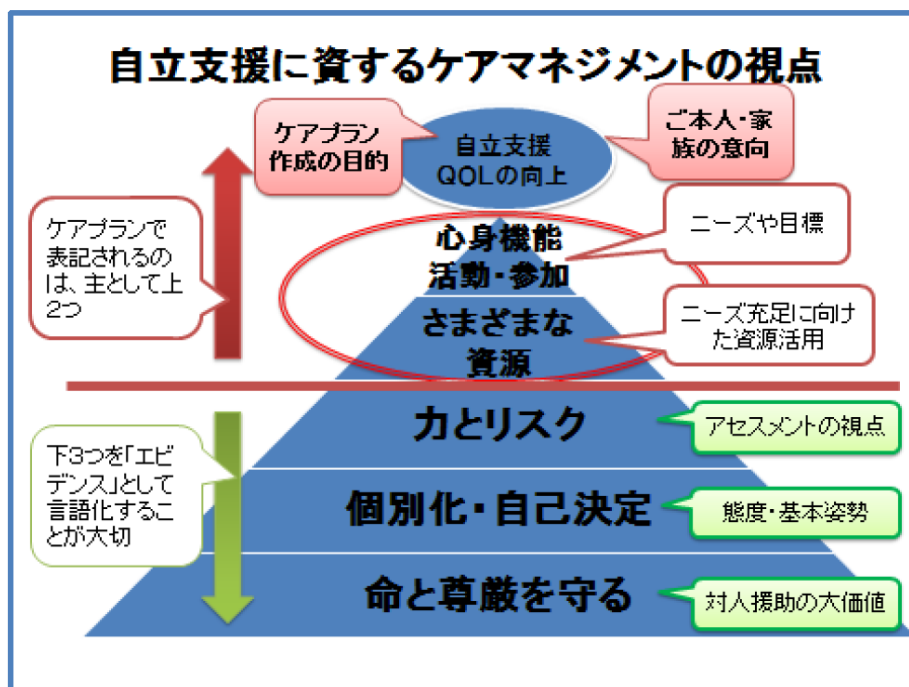 自立支援に資するケアマネジメントの視点
ケアプラン
作成の目的
自立支援
QOLの向上
ご本人・家
族の意向
ケアプランで
表記されるの
は、主として上
2つ
心身機能
活動・参加
ニーズや目標
さまざまな
資源
ニーズ充足に向け
た資源活用
力とリスク
アセスメントの視点
下3つを「エビ
デンス」として
言語化するこ
とが大切
個別化・自己決定
態度・基本姿勢
命と尊厳を守る
対人援助の大価値